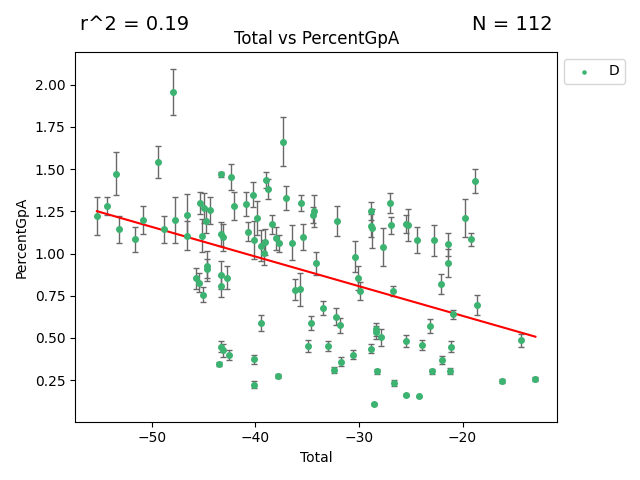 r^2 = 0.19 N = 112
Total vs PercentGpA
D
PercentGpA
2.00
1.75
1.50
1.25
1.00
0.75
0.50
0.25
−50 −40 −30 −20
Total